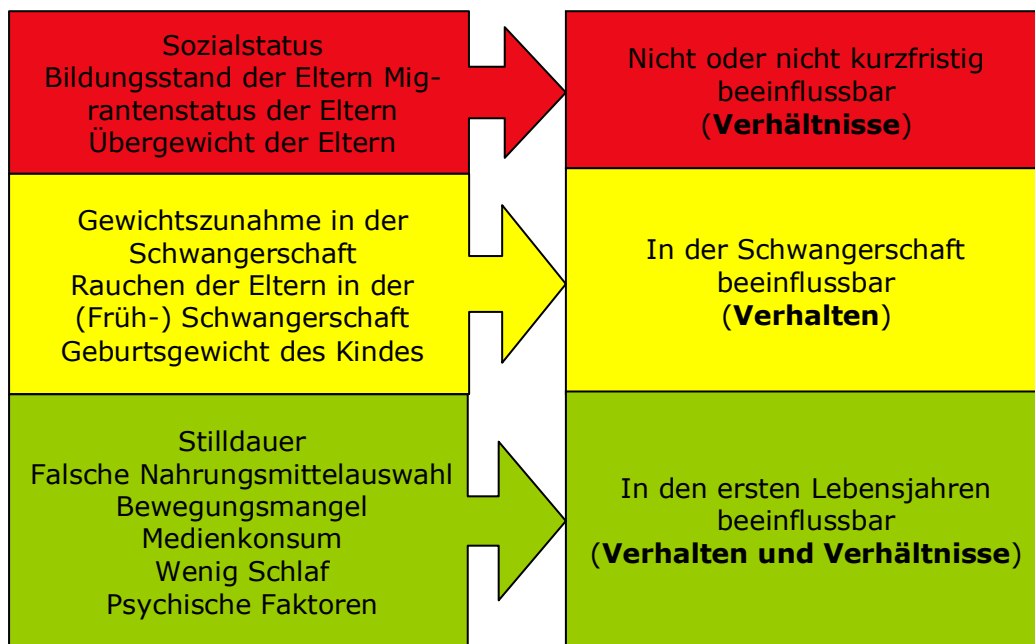 Sozialstatus
Bildungsstand der Eltern Mig-
rantenstatus der Eltern
Übergewicht der Eltern
Nicht oder nicht kurzfristig
beeinflussbar
(Verhältnisse)
Gewichtszunahme in der
Schwangerschaft
Rauchen der Eltern in der
(Früh-) Schwangerschaft
Geburtsgewicht des Kindes
In der Schwangerschaft
beeinflussbar
(Verhalten)
Stilldauer
Falsche Nahrungsmittelauswahl
Bewegungsmangel
Medienkonsum
Wenig Schlaf
Psychische Faktoren
In den ersten Lebensjahren
beeinflussbar
(Verhalten und Verhältnisse)